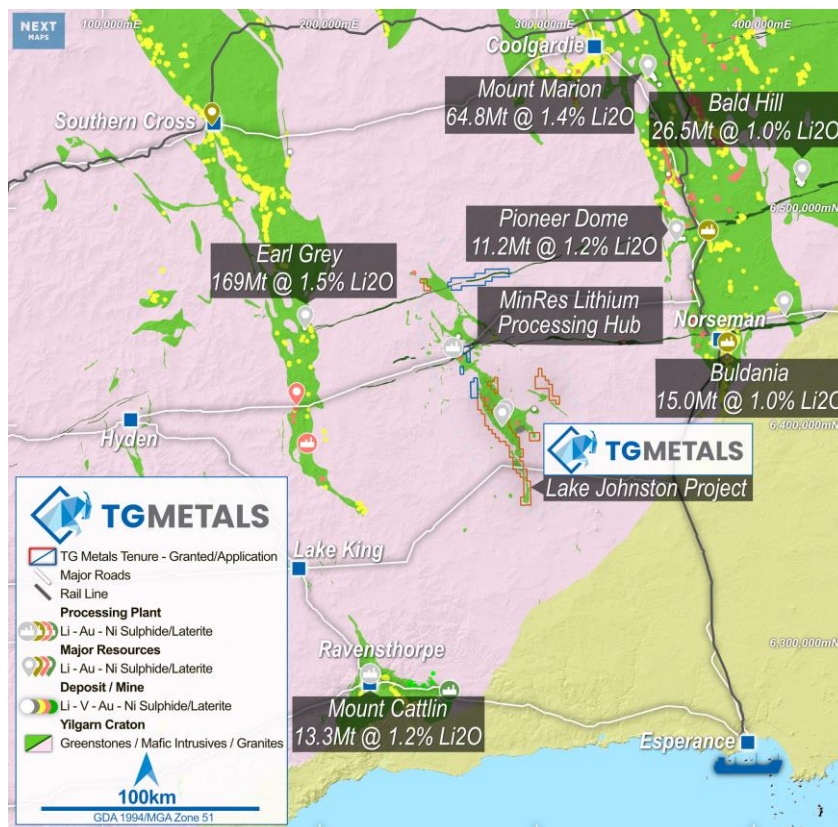 NEXT
MAPS
100,000mE
200,000mE
300,000mE
400,000mE
Coolgardie
Mount Marion
64.8Mt @ 1.4% Li2O
Bald Hill
26.5Mt @ 1.0% Li2O
Southern Cross
6,500,000mN
Pioneer Dome
11.2Mt @ 1.2% Li2O
Earl Grey
169Mt @ 1.5% Li2O
MinRes Lithium
Processing Hub
Norseman
Buldania
15.0Mt @ 1.0% Li2O
Hyden
6,400,000mN
TGMETALS
Lake Johnston Project
TGMETALS
TG Metals Tenure - Granted/Application
Major Roads
Rail Line
Processing Plant
Li - Au - Ni Sulphide/Laterite
Major Resources
Li - Au - Ni Sulphide/Laterite
Deposit / Mine
Li - V - Au - Ni Sulphide/Laterite
Yilgarn Craton
Greenstones / Mafic Intrusives / Granites
100km
GDA 1994/MGA Zone 51
Lake King
6,300,000mN
Ravensthorpe
Mount Cattlin
13.3Mt @ 1.2% Li2O
Esperance